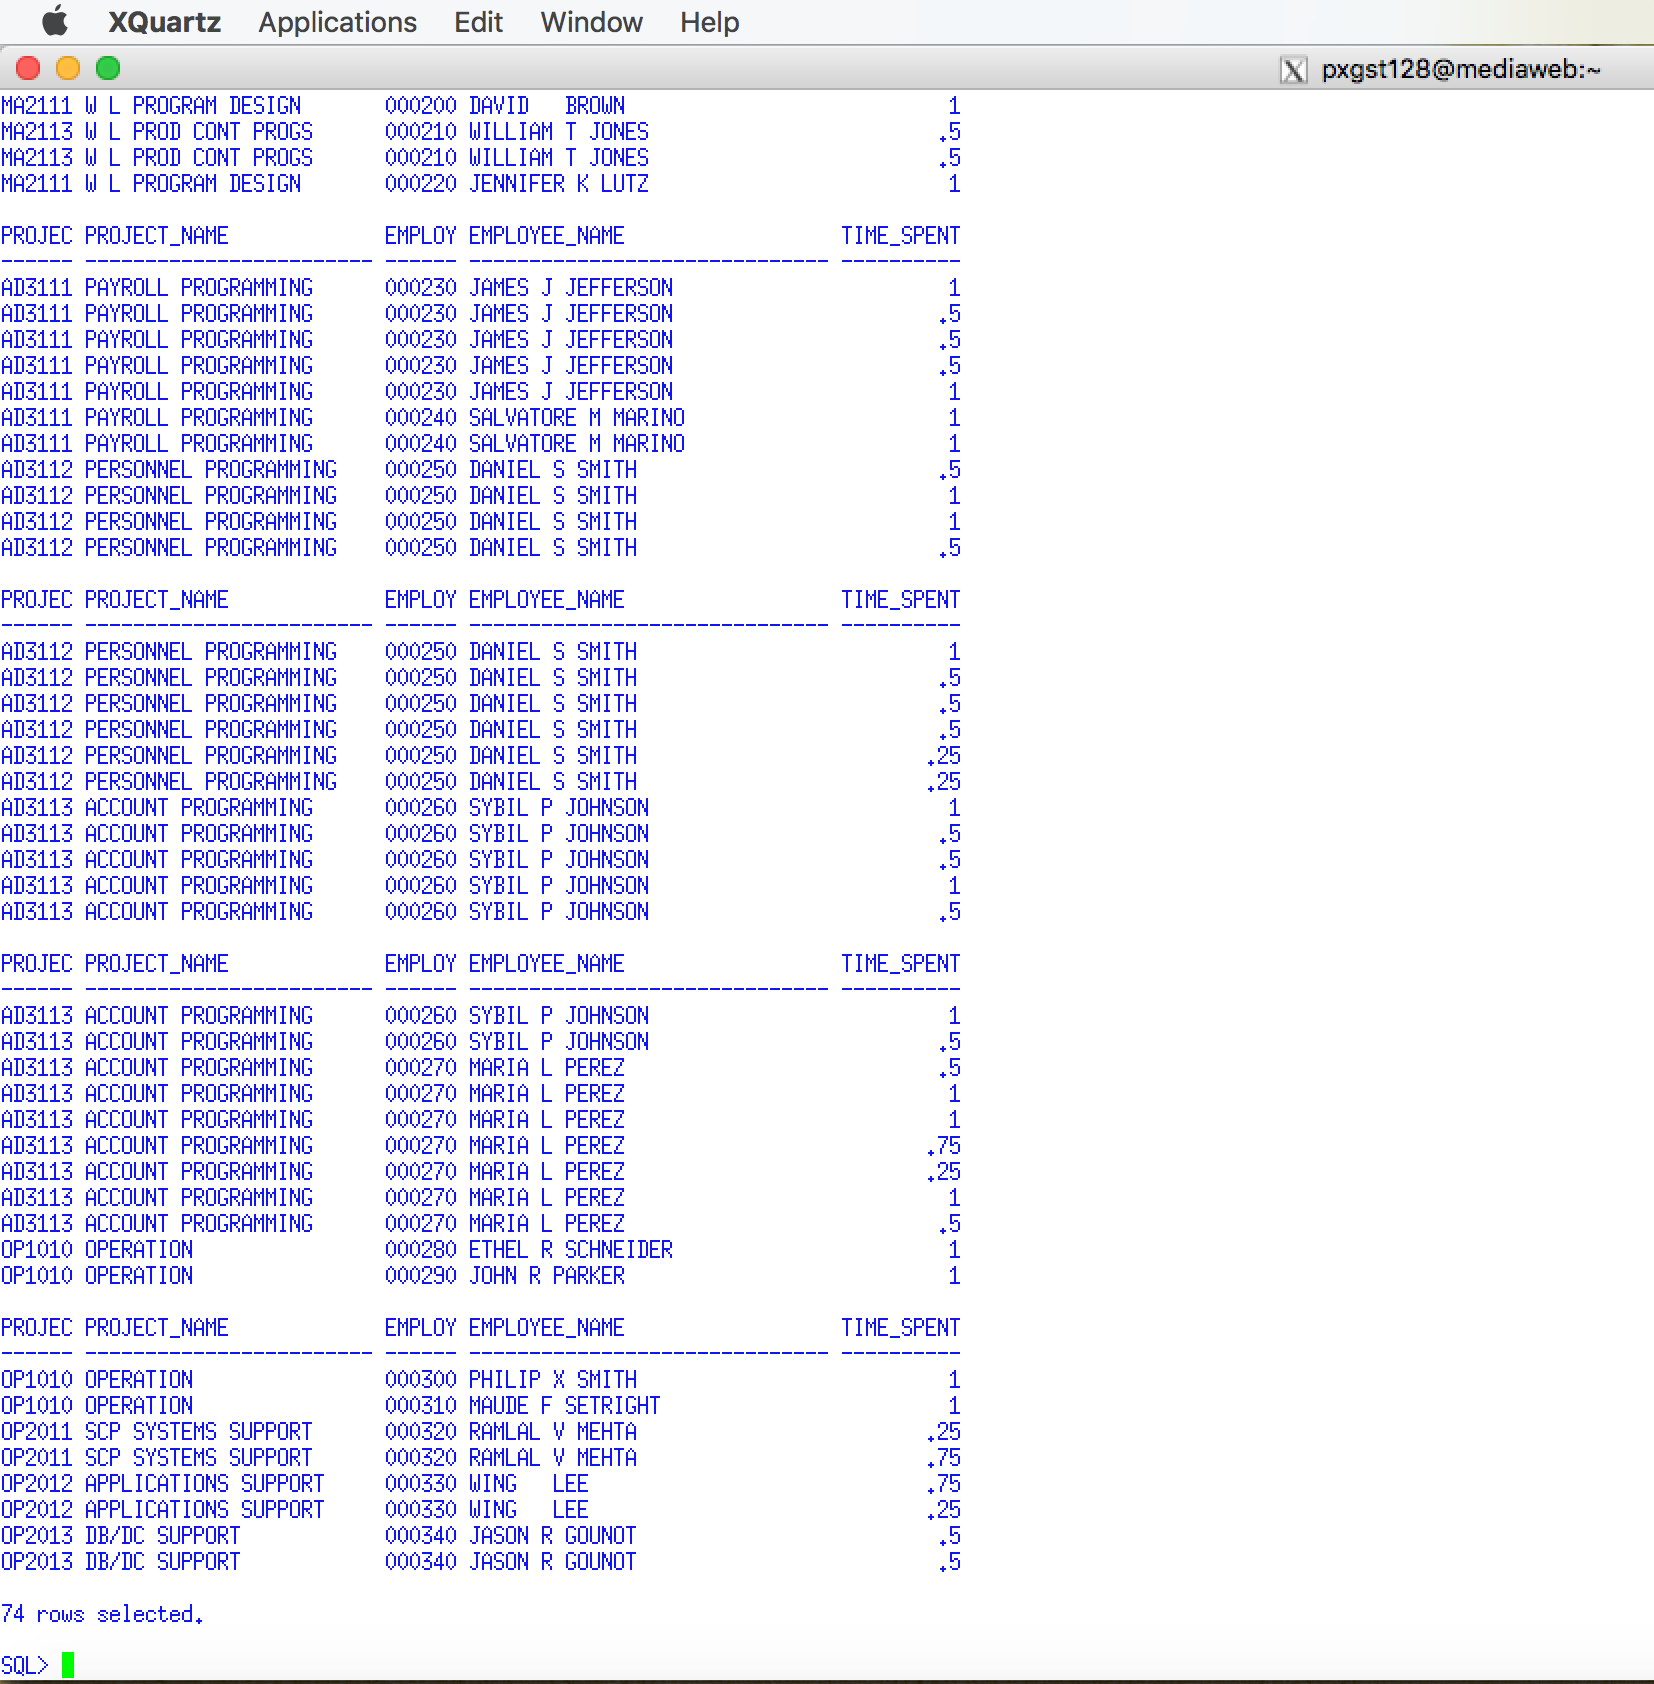 XQuartz Applications Edit Window Help
pxgst128@mediaweb:~
MA2111 W L PROGRAM DESIGN 000200 DAVID BROWN 1
MA2113 W L PROD CONT PROGS 000210 WILLIAM T JONES .5
MA2113 W L PROD CONT PROGS 000210 WILLIAM T JONES .5
MA2111 W L PROGRAM DESIGN 000220 JENNIFER K LUTZ 1
PROJEC PROJECT_NAME EMPLOY EMPLOYEE_NAME TIME_SPENT
------ ------------------------ ------ ------------------------------ ----------
AD3111 PAYROLL PROGRAMMING 000230 JAMES J JEFFERSON 1
AD3111 PAYROLL PROGRAMMING 000230 JAMES J JEFFERSON .5
AD3111 PAYROLL PROGRAMMING 000230 JAMES J JEFFERSON .5
AD3111 PAYROLL PROGRAMMING 000230 JAMES J JEFFERSON .5
AD3111 PAYROLL PROGRAMMING 000230 JAMES J JEFFERSON 1
AD3111 PAYROLL PROGRAMMING 000240 SALVATORE M MARINO 1
AD3111 PAYROLL PROGRAMMING 000240 SALVATORE M MARINO 1
AD3112 PERSONNEL PROGRAMMING 000250 DANIEL S SMITH .5
AD3112 PERSONNEL PROGRAMMING 000250 DANIEL S SMITH 1
AD3112 PERSONNEL PROGRAMMING 000250 DANIEL S SMITH 1
AD3112 PERSONNEL PROGRAMMING 000250 DANIEL S SMITH .5
PROJEC PROJECT_NAME EMPLOY EMPLOYEE_NAME TIME_SPENT
------ ------------------------ ------ ------------------------------ ----------
AD3112 PERSONNEL PROGRAMMING 000250 DANIEL S SMITH 1
AD3112 PERSONNEL PROGRAMMING 000250 DANIEL S SMITH .5
AD3112 PERSONNEL PROGRAMMING 000250 DANIEL S SMITH .5
AD3112 PERSONNEL PROGRAMMING 000250 DANIEL S SMITH .5
AD3112 PERSONNEL PROGRAMMING 000250 DANIEL S SMITH .25
AD3112 PERSONNEL PROGRAMMING 000250 DANIEL S SMITH .25
AD3113 ACCOUNT PROGRAMMING 000260 SYBIL P JOHNSON 1
AD3113 ACCOUNT PROGRAMMING 000260 SYBIL P JOHNSON .5
AD3113 ACCOUNT PROGRAMMING 000260 SYBIL P JOHNSON .5
AD3113 ACCOUNT PROGRAMMING 000260 SYBIL P JOHNSON 1
AD3113 ACCOUNT PROGRAMMING 000260 SYBIL P JOHNSON .5
PROJEC PROJECT_NAME EMPLOY EMPLOYEE_NAME TIME_SPENT
------ ------------------------ ------ ------------------------------ ----------
AD3113 ACCOUNT PROGRAMMING 000260 SYBIL P JOHNSON 1
AD3113 ACCOUNT PROGRAMMING 000260 SYBIL P JOHNSON .5
AD3113 ACCOUNT PROGRAMMING 000270 MARIA L PEREZ .5
AD3113 ACCOUNT PROGRAMMING 000270 MARIA L PEREZ 1
AD3113 ACCOUNT PROGRAMMING 000270 MARIA L PEREZ 1
AD3113 ACCOUNT PROGRAMMING 000270 MARIA L PEREZ .75
AD3113 ACCOUNT PROGRAMMING 000270 MARIA L PEREZ .25
AD3113 ACCOUNT PROGRAMMING 000270 MARIA L PEREZ 1
AD3113 ACCOUNT PROGRAMMING 000270 MARIA L PEREZ .5
OP1010 OPERATION 000280 ETHEL R SCHNEIDER 1
OP1010 OPERATION 000290 JOHN R PARKER 1
PROJEC PROJECT_NAME EMPLOY EMPLOYEE_NAME TIME_SPENT
------ ------------------------ ------ ------------------------------ ----------
OP1010 OPERATION 000300 PHILIP X SMITH 1
OP1010 OPERATION 000310 MAUDE F SETRIGHT 1
OP2011 SCP SYSTEMS SUPPORT 000320 RAMLAL V MEHTA .25
OP2011 SCP SYSTEMS SUPPORT 000320 RAMLAL V MEHTA .75
OP2012 APPLICATIONS SUPPORT 000330 WING LEE .75
OP2012 APPLICATIONS SUPPORT 000330 WING LEE .25
OP2013 DB/DC SUPPORT 000340 JASON R GOUNOT .5
OP2013 DB/DC SUPPORT 000340 JASON R GOUNOT .5
74 rows selected.
SQL>